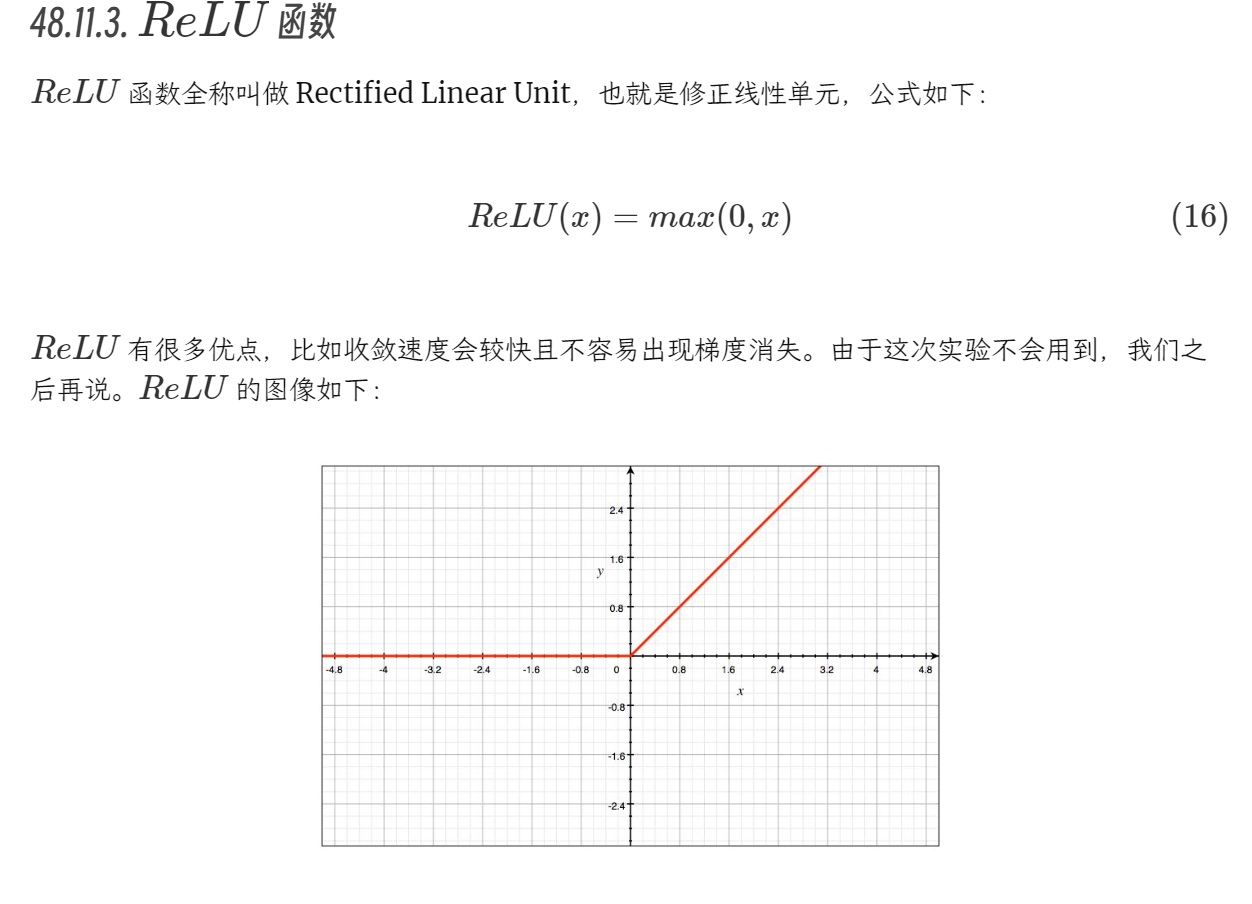 48.11.3. ReLU 函数
ReLU 函数全称叫做 Rectified Linear Unit，也就是修正线性单元，公式如下：
ReLU(x) = max(0, x) (16)
ReLU 有很多优点，比如收敛速度会较快且不容易出现梯度消失。由于这次实验不会用到，我们之
后再说。ReLU 的图像如下：
2.4
1.6
y
0.8
-4.8 -4 -3.2 -2.4 -1.6 -0.8 0 0.8 1.6 2.4 3.2 4 4.8
x
-0.8
-1.6
-2.4